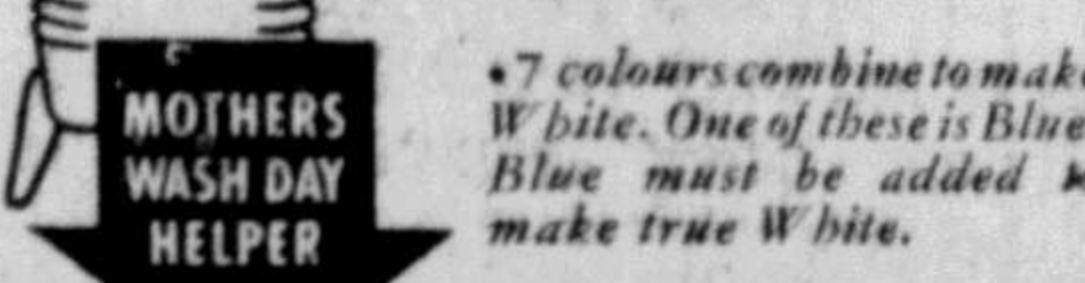 MOTHERS
WASH DAY
HELPER
•7 colours combine to make
White. One of these is Blue
Blue must be added
make true White.